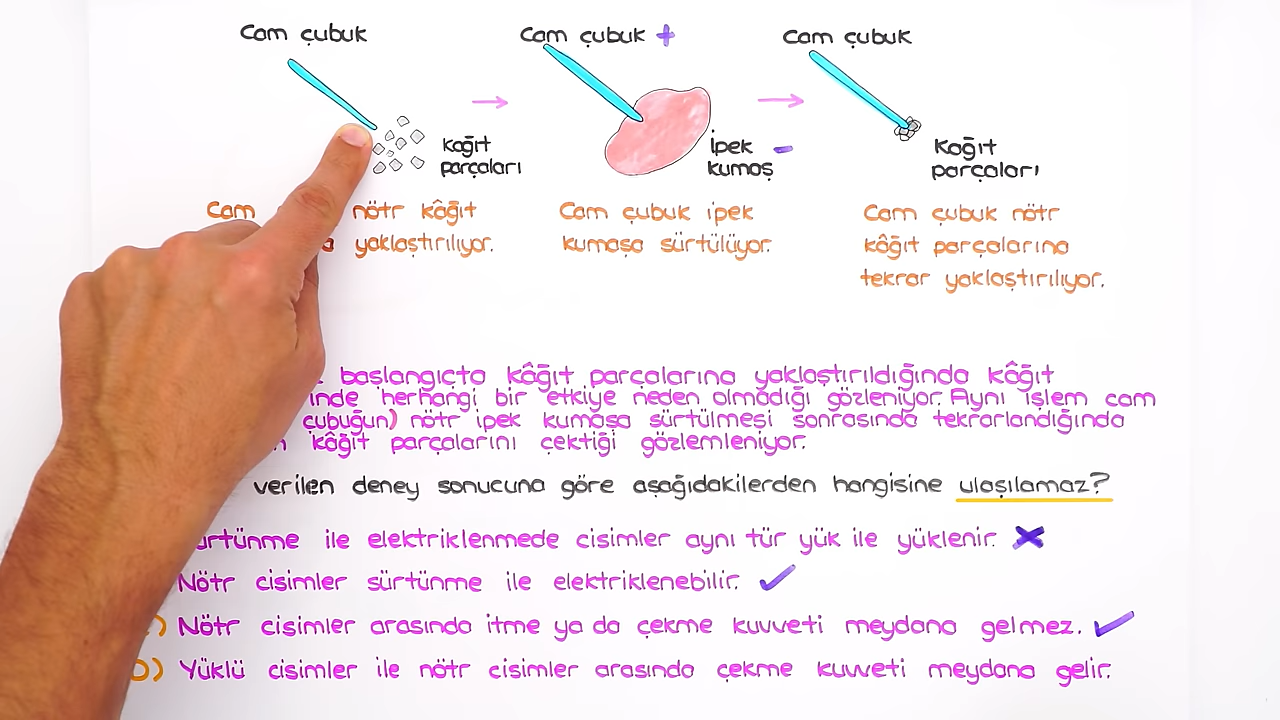 Cam çubuk
Cam çubuk +
Cam çubuk
Kağıt
parçaları
İpek -
kumaş
Kağıt
parçaları
Cam nötr kâğıt
yaklaştırılıyor.
Cam çubuk ipek
kumaşa sürtülüyor.
Cam çubuk nötr
kâğıt parçalarına
tekrar yaklaştırılıyor.
başlangıçta kâğıt parçalarına yaklaştırıldığında kâğıt
herhangi bir etkiye neden olmadığı gözleniyor. Aynı işlem cam
çubuğun) nötr ipek kumaşa sürtülmesi sonrasında tekrarlandığında
kâğıt parçalarını çektiği gözlemleniyor.
verilen deney sonucuna göre aşağıdakilerden hangisine ulaşılamaz?
ile elektriklenmede cisimler aynı tür yük ile yüklenir.
Nötr cisimler sürtünme ile elektriklenebilir.
Nötr cisimler arasında itme ya da çekme kuvveti meydana gelmez.
D) Yüklü cisimler ile nötr cisimler arasında çekme kuvveti meydana gelir.